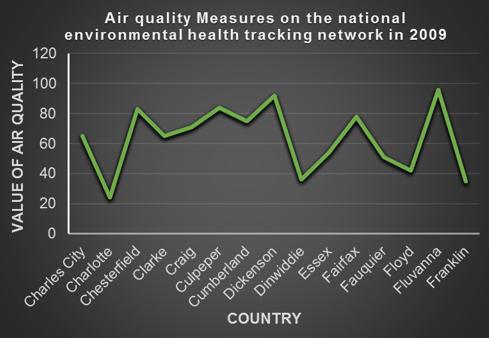 Air quality Measures on the national
environmental health tracking network in 2009
VALUE OF AIR QUALITY
120
100
80
60
40
20
0
Charles City
Charlotte
Chesterfield
Clarke
Craig
Culpeper
Cumberland
Dickenson
Dinwiddie
Essex
Fairfax
Fauquier
Floyd
Fluvanna
Franklin
COUNTRY